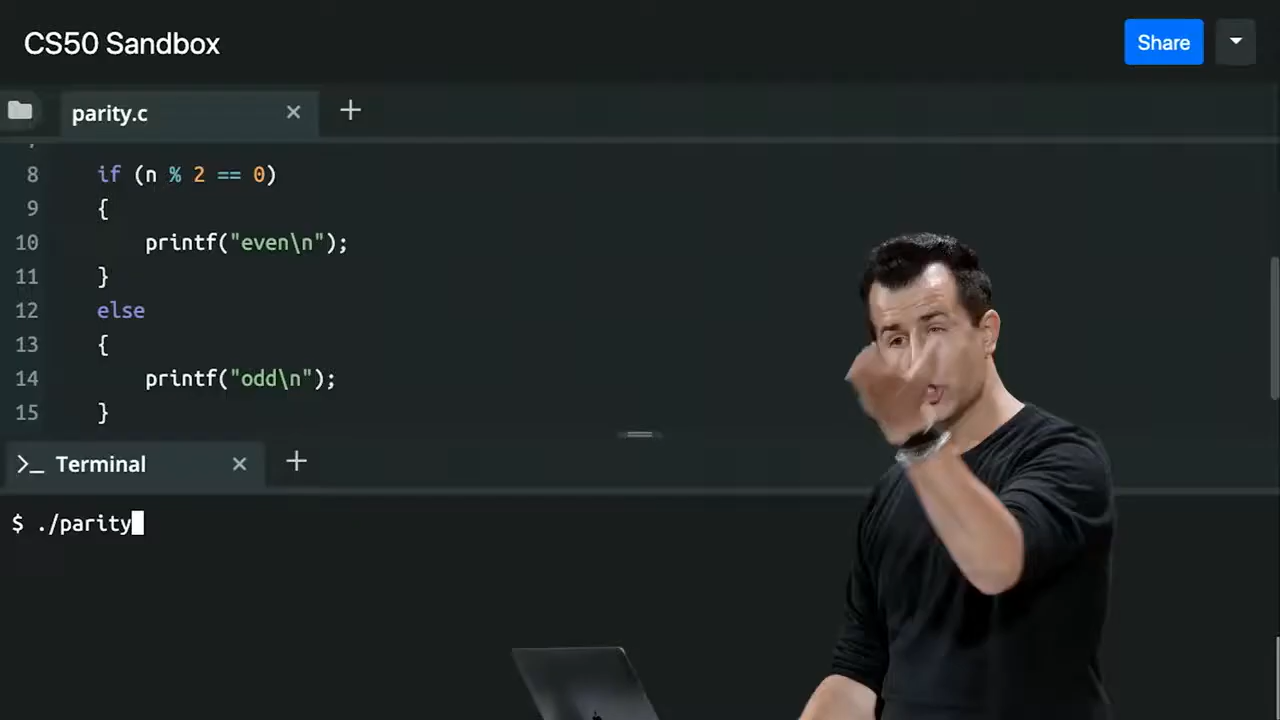 CS50 Sandbox
Share
parity.c
8 if (n % 2 == 0)
9 {
10 printf("even\n");
11 }
12 else
13 {
14 printf("odd\n");
15 }
>_ Terminal
$ ./parity